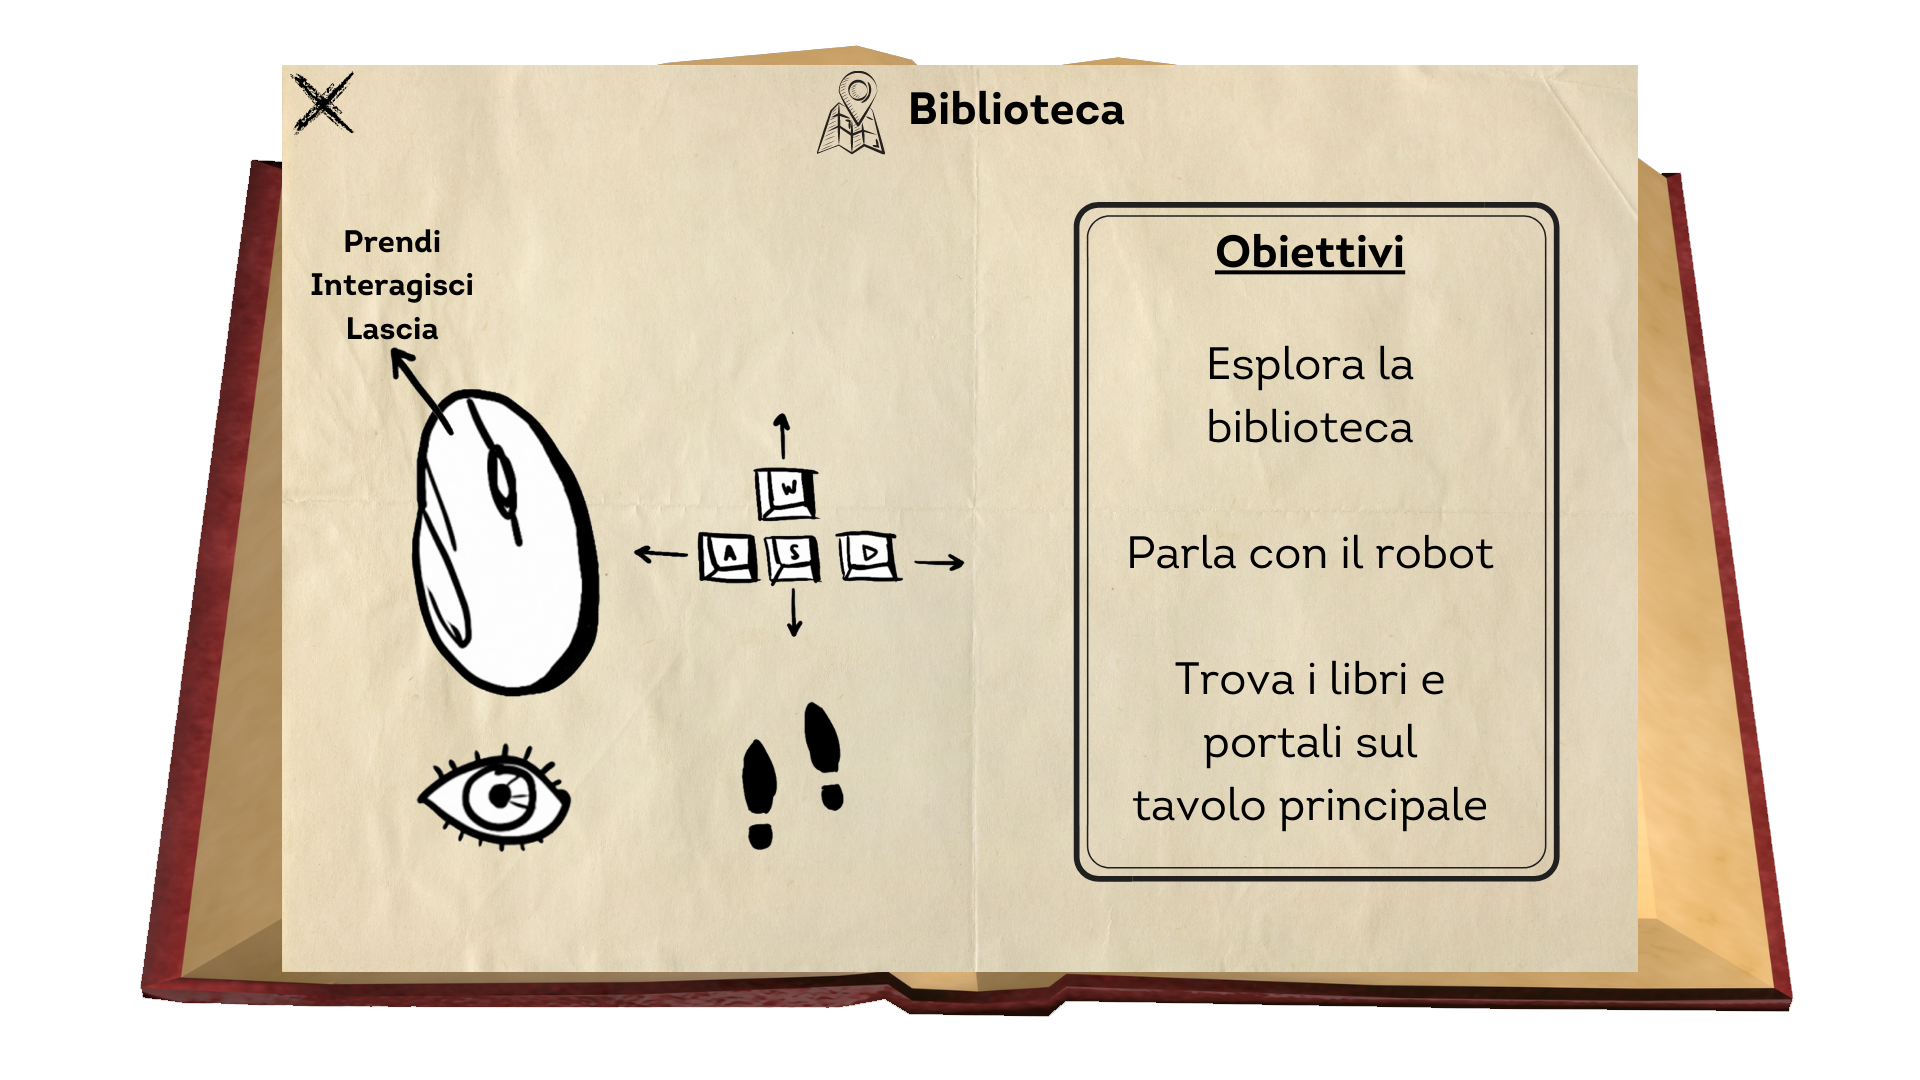 Biblioteca
Prendi
Interagisci
Lascia
W
A S D
Obiettivi
Esplora la
biblioteca
Parla con il robot
Trova i libri e
portali sul
tavolo principale